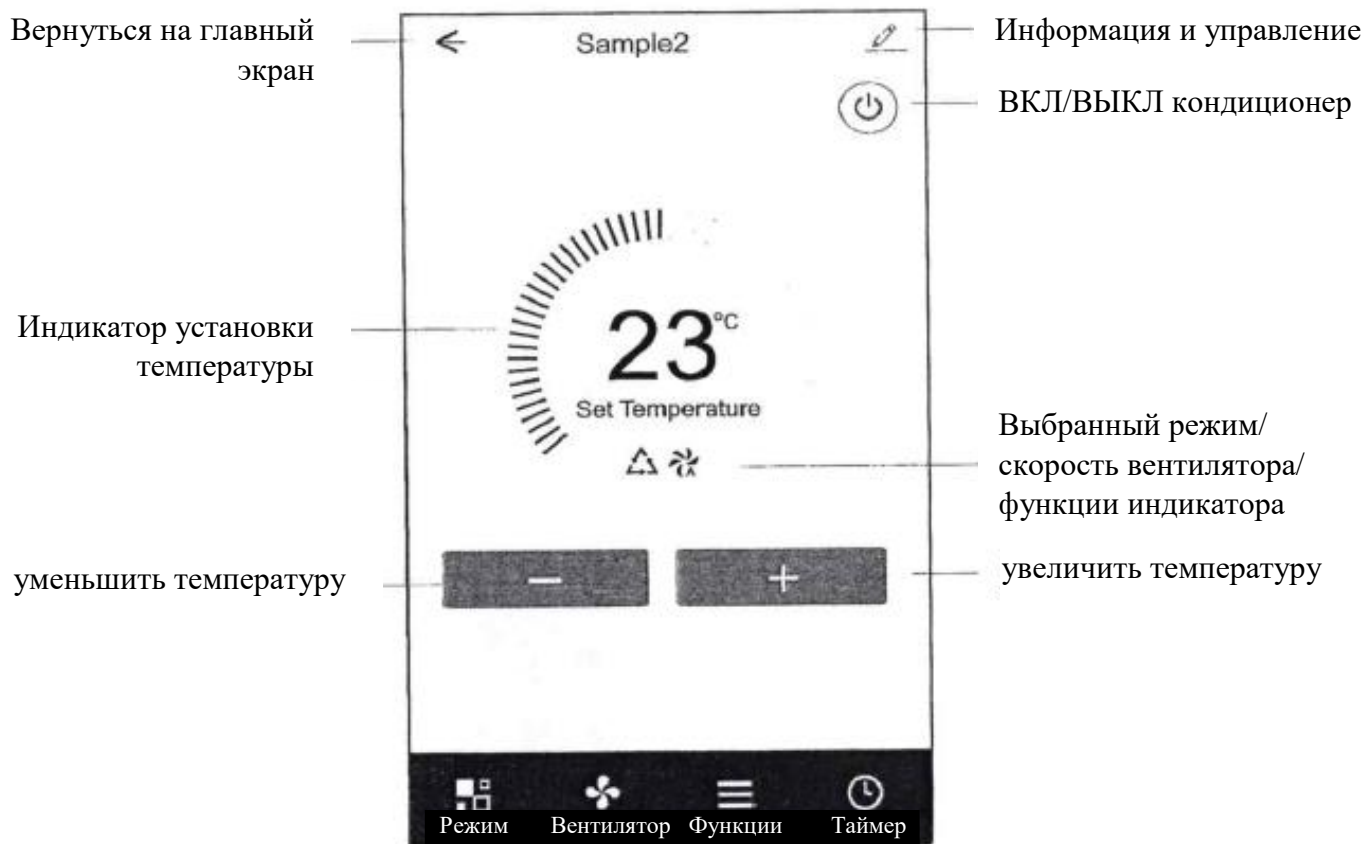 Вернуться на главный
экран
Sample2
Информация и управление
ВКЛ/ВЫКЛ кондиционер
Индикатор установки
температуры
23°C
Set Temperature
Выбранный режим/
скорость вентилятора/
функции индикатора
уменьшить температуру
−
+
увеличить температуру
Режим Вентилятор Функции Таймер